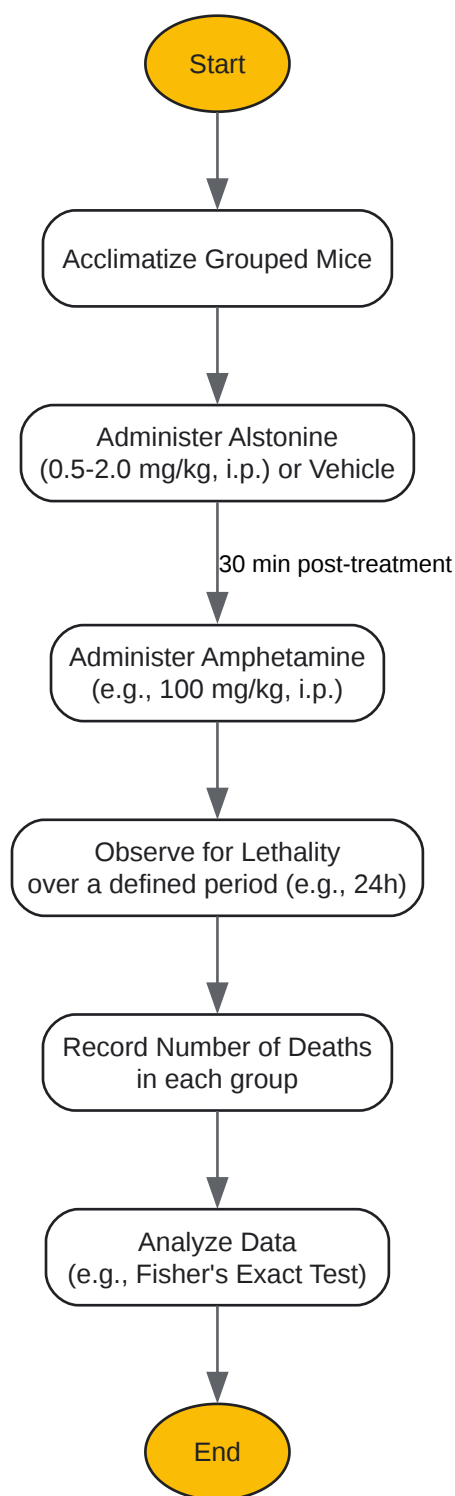 Start
Acclimatize Grouped Mice
Administer Alstonine
(0.5-2.0 mg/kg, i.p.) or Vehicle
30 min post-treatment
Administer Amphetamine
(e.g., 100 mg/kg, i.p.)
Observe for Lethality
over a defined period (e.g., 24h)
Record Number of Deaths
in each group
Analyze Data
(e.g., Fisher's Exact Test)
End